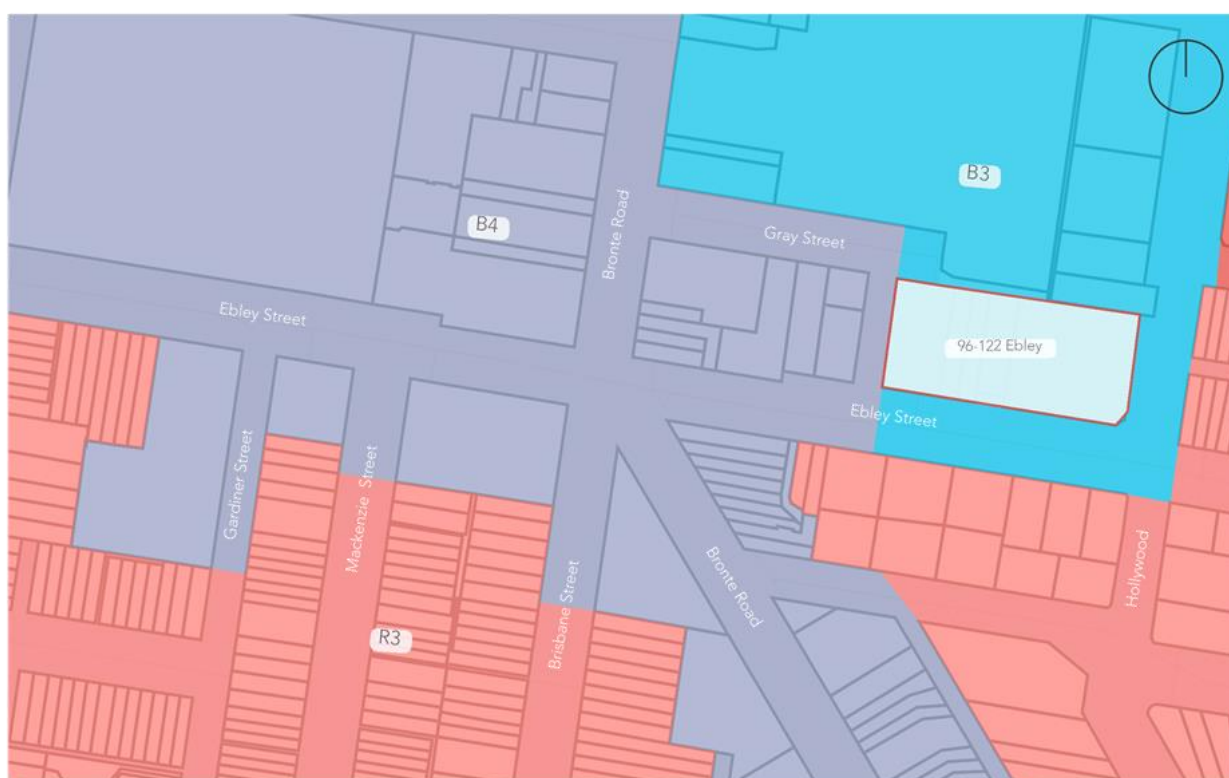 B3
B4
Bronte Road
Gray Street
Ebley Street
96-122 Ebley
Ebley Street
Gardiner Street
Mackenzie Street
Bronte Road
Hollywood
Brisbane Street
R3